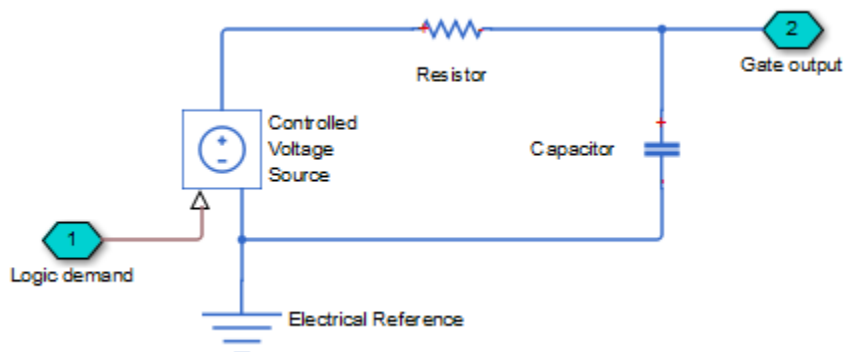 2
Gate output
Resistor
Controlled
Voltage
Source
Capacitor
1
Logic demand
Electrical Reference